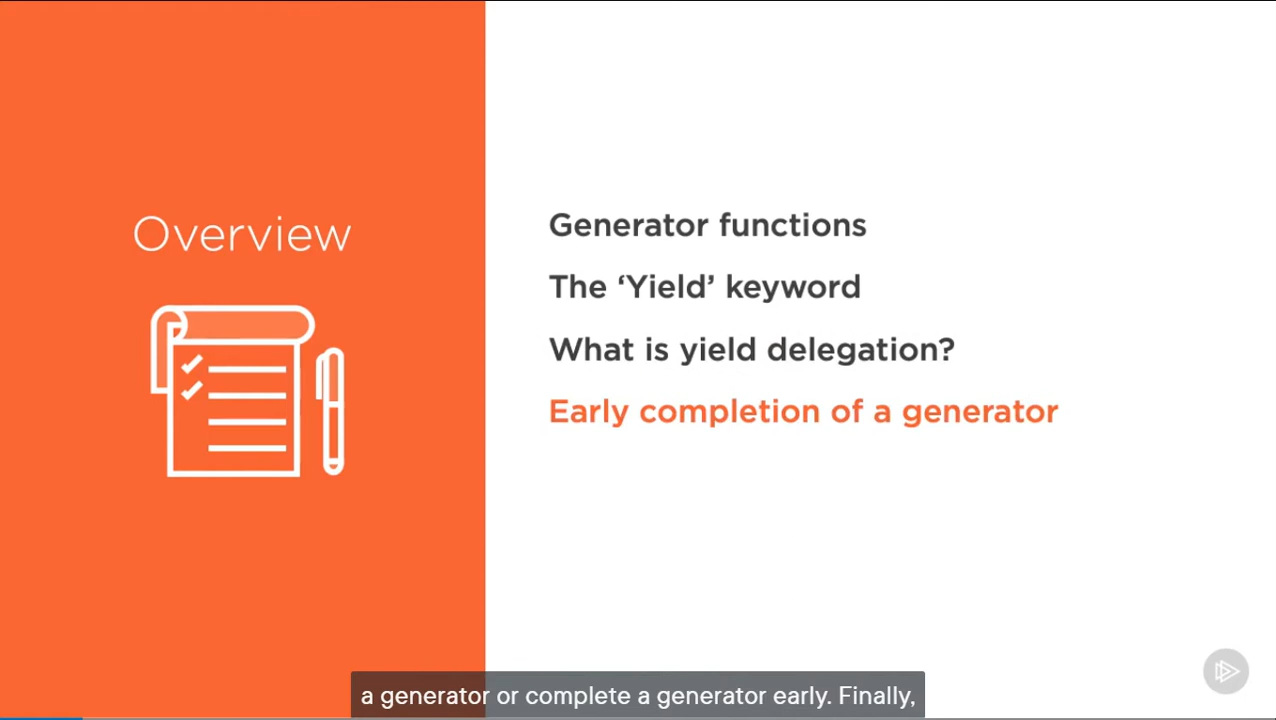 Overview
Generator functions
The ‘Yield’ keyword
What is yield delegation?
Early completion of a generator
a generator or complete a generator early. Finally,